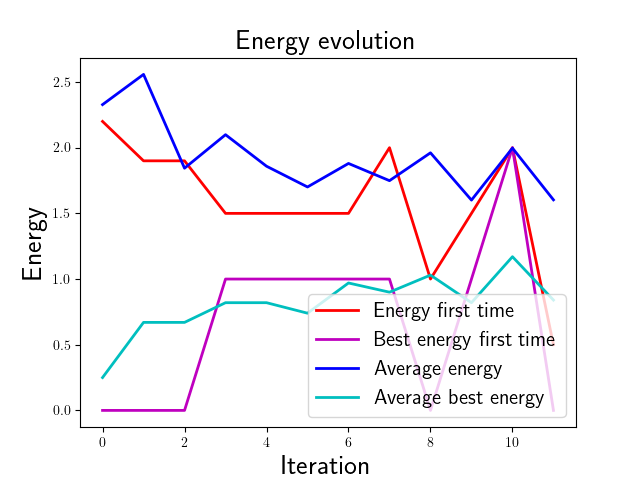 Energy evolution
Energy
2.5
2.0
1.5
1.0
0.5
0.0
Energy first time
Best energy first time
Average energy
Average best energy
0 2 4 6 8 10
Iteration